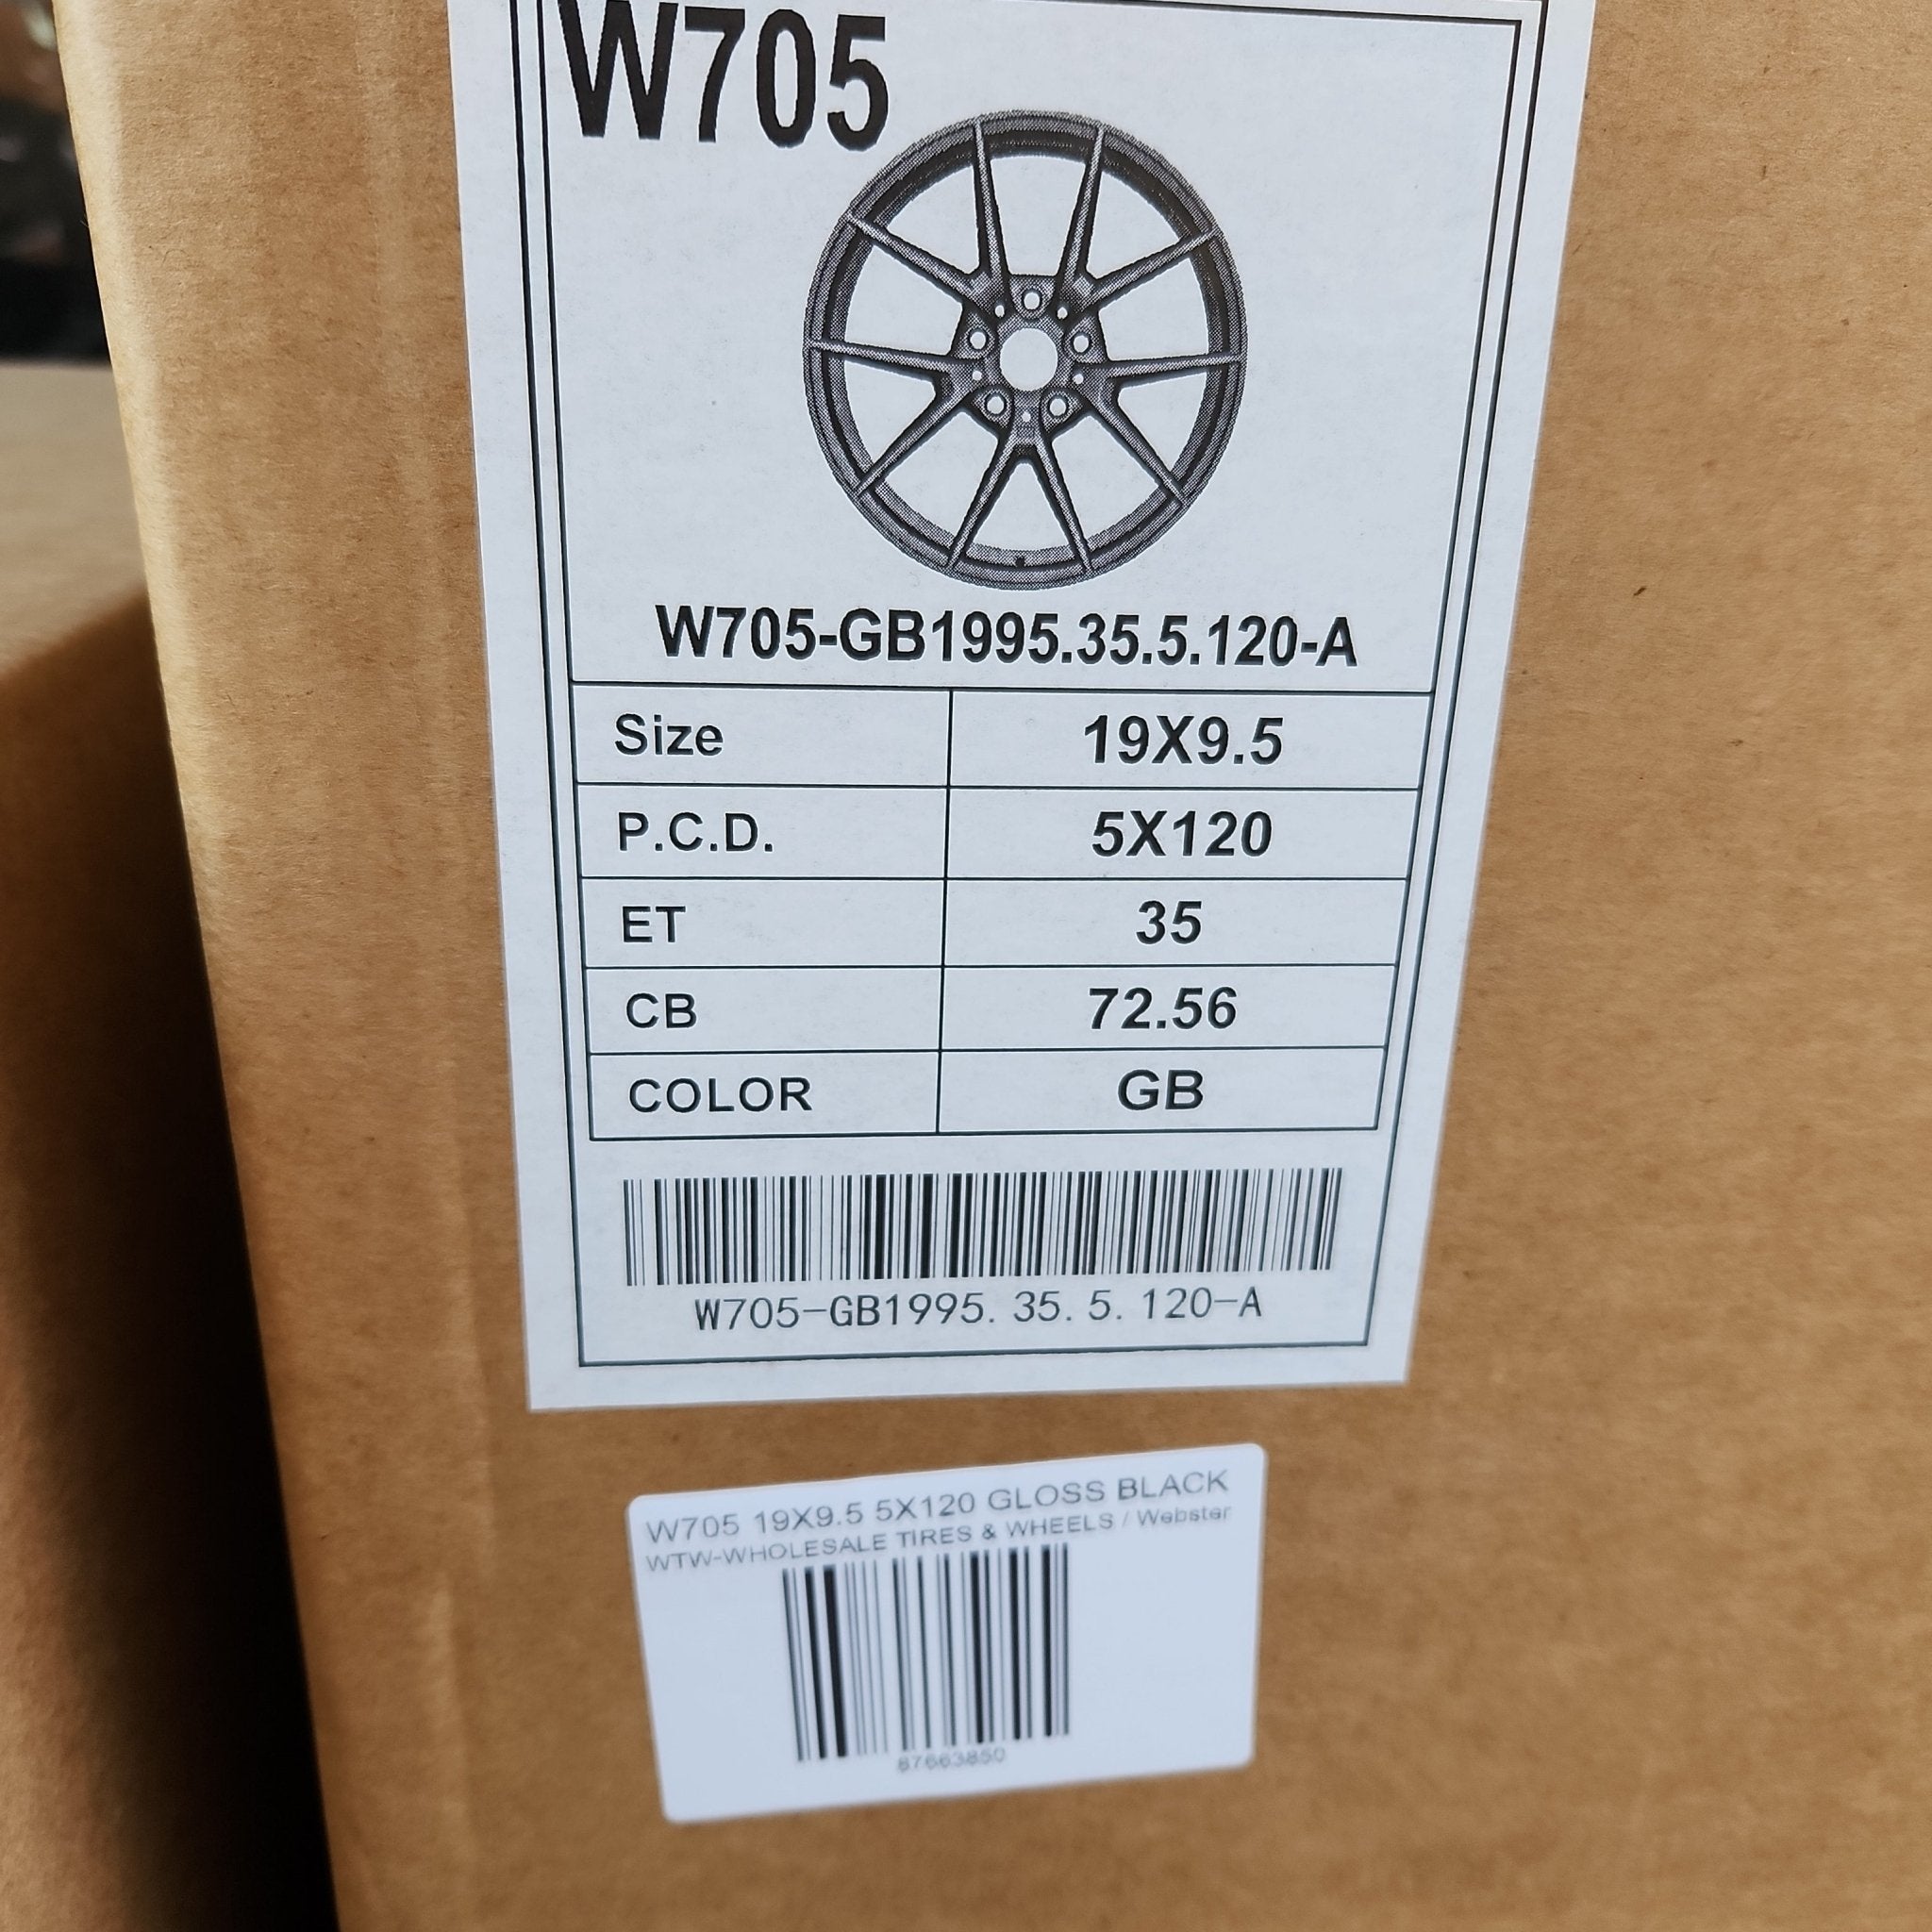 W705
W705-GB1995.35.5.120-A
Size 19X9.5
P.C.D. 5X120
ET 35
CB 72.56
COLOR GB
W705-GB1995.35.5.120-A
W705 19X9.5 5X120 GLOSS BLACK
WTW-WHOLESALE TIRES & WHEELS / Webster
87663850